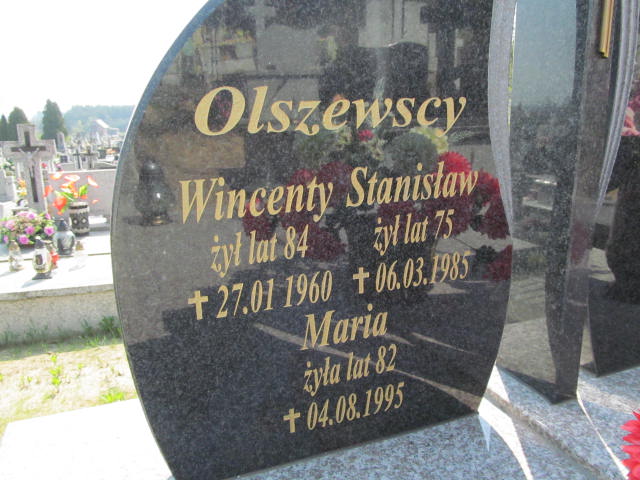 Olszewscy
Wincenty Stanisław
żył lat 84 żył lat 75
✝ 27.01 1960 ✝ 06.03.1985
Maria
żyła lat 82
✝ 04.08.1995